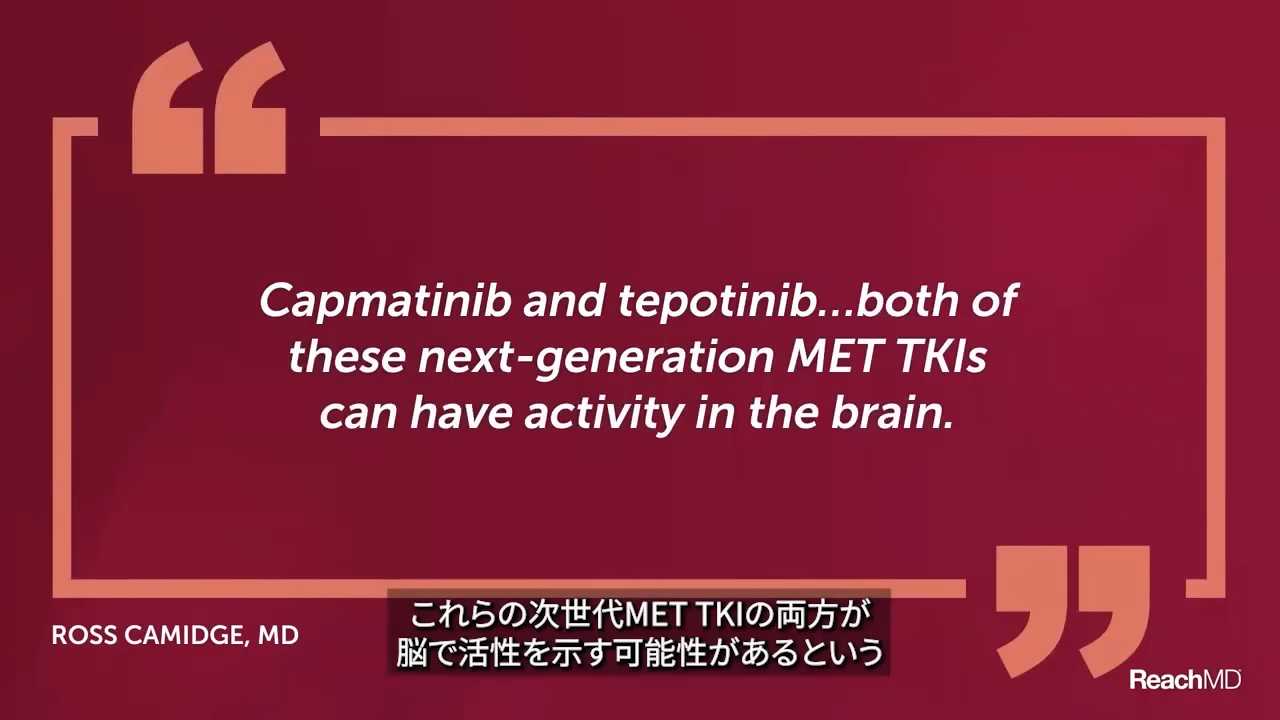 Capmatinib and tepotinib...both of
these next-generation MET TKIs
can have activity in the brain.
ROSS CAMIDGE, MD
これらの次世代MET TKIの両方が
脳で活性を示す可能性があるという
ReachMD